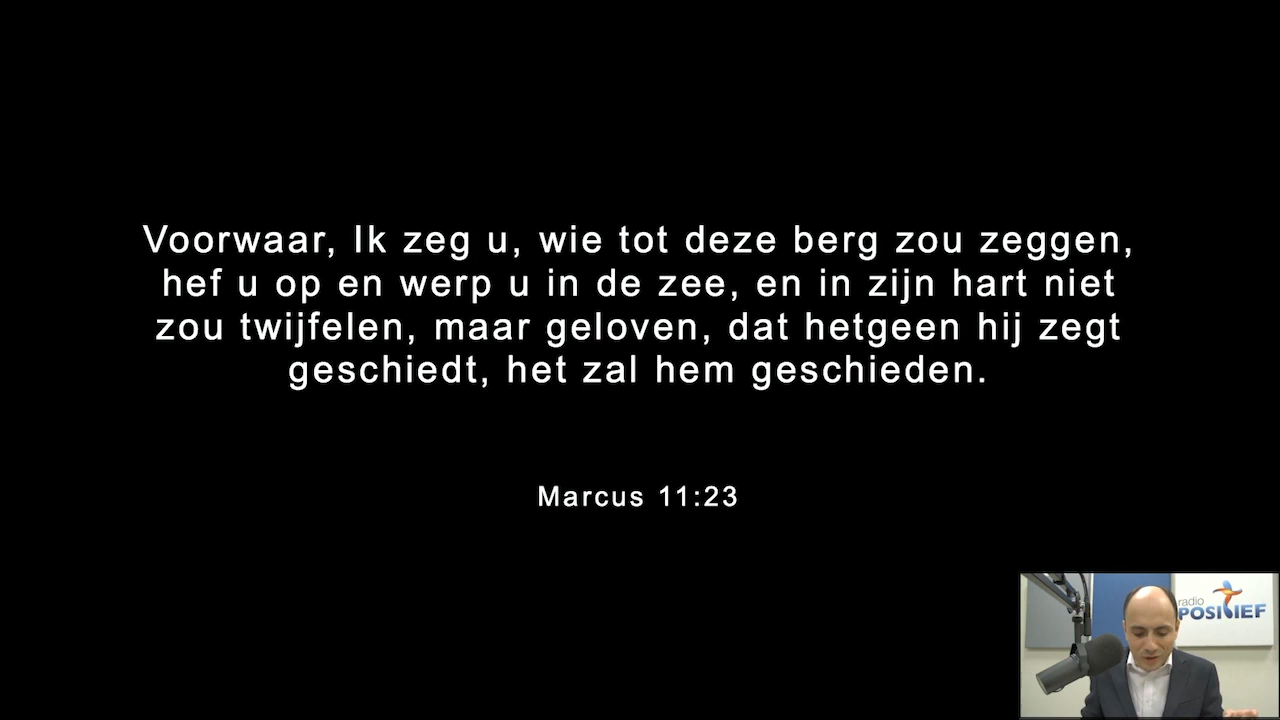 Voorwaar, Ik zeg u, wie tot deze berg zou zeggen,
hef u op en werp u in de zee, en in zijn hart niet
zou twijfelen, maar geloven, dat hetgeen hij zegt
geschiedt, het zal hem geschieden.
Marcus 11:23
radio
POSITIEF